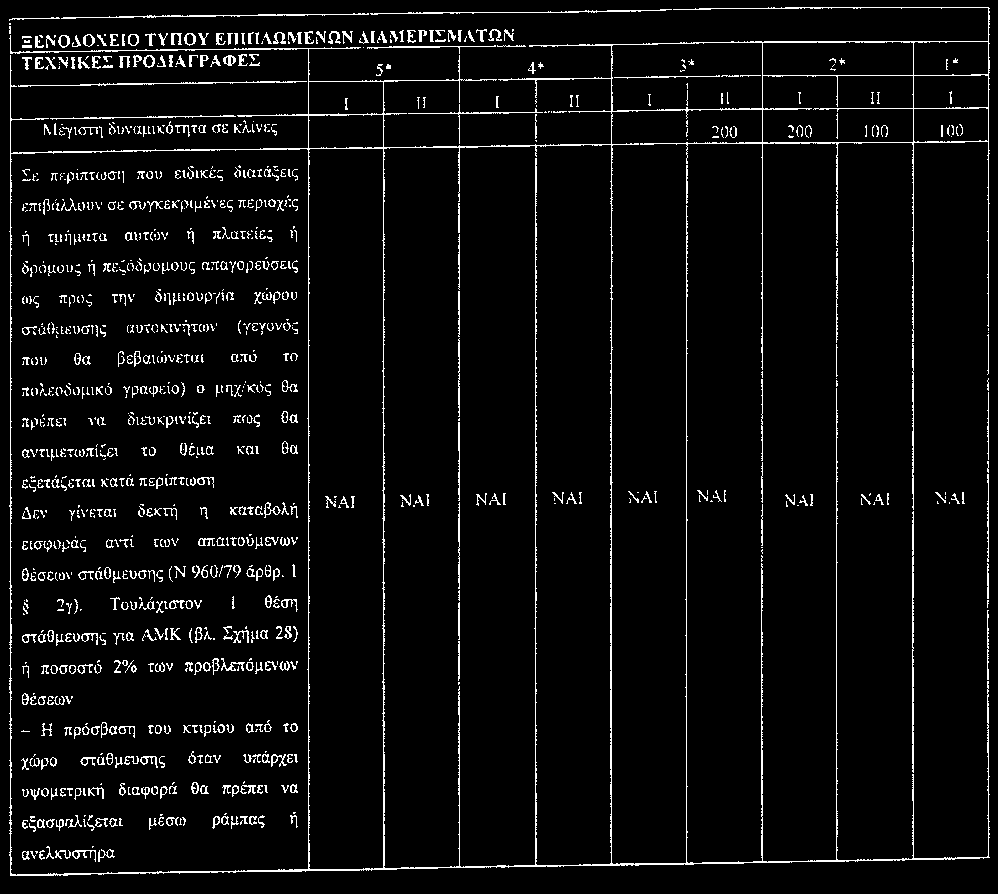 ΞΕΝΟΔΟΧΕΙΟ ΤΥΠΟΥ ΕΠΙΠΛΩΜΕΝΩΝ ΔΙΑΜΕΡΙΣΜΑΤΩΝ
ΤΕΧΝΙΚΕΣ ΠΡΟΔΙΑΓΡΑΦΕΣ 5* 4* 3* 2* 1*
I II I II I II I II I
Μέγιστη δυναμικότητα σε κλίνες 200 200 100 100
Σε περίπτωση που ειδικές διατάξεις
επιβάλλουν σε συγκεκριμένες περιοχές
ή τμήματα αυτών ή πλατείες ή
δρόμους ή πεζόδρομους απαγορεύσεις
ως προς την δημιουργία χώρου
στάθμευσης αυτοκινήτων (γεγονός
που θα βεβαιώνεται από το
πολεοδομικό γραφείο) ο μηχ/κός θα
πρέπει να διευκρινίζει πως θα
αντιμετωπίζει το θέμα και θα
εξετάζεται κατά περίπτωση
Δεν γίνεται δεκτή η καταβολή
εισφοράς αντί των απαιτούμενων
θέσεων στάθμευσης (Ν 960/79 άρθρ. 1
§ 2γ). Τουλάχιστον 1 θέση
στάθμευσης για ΑΜΚ (βλ. Σχήμα 28)
ή ποσοστό 2% των προβλεπόμενων
θέσεων
– Η πρόσβαση του κτιρίου από το
χώρο στάθμευσης όταν υπάρχει
υψομετρική διαφορά θα πρέπει να
εξασφαλίζεται μέσω ράμπας ή
ανελκυστήρα
ΝΑΙ ΝΑΙ ΝΑΙ ΝΑΙ ΝΑΙ ΝΑΙ ΝΑΙ ΝΑΙ ΝΑΙ